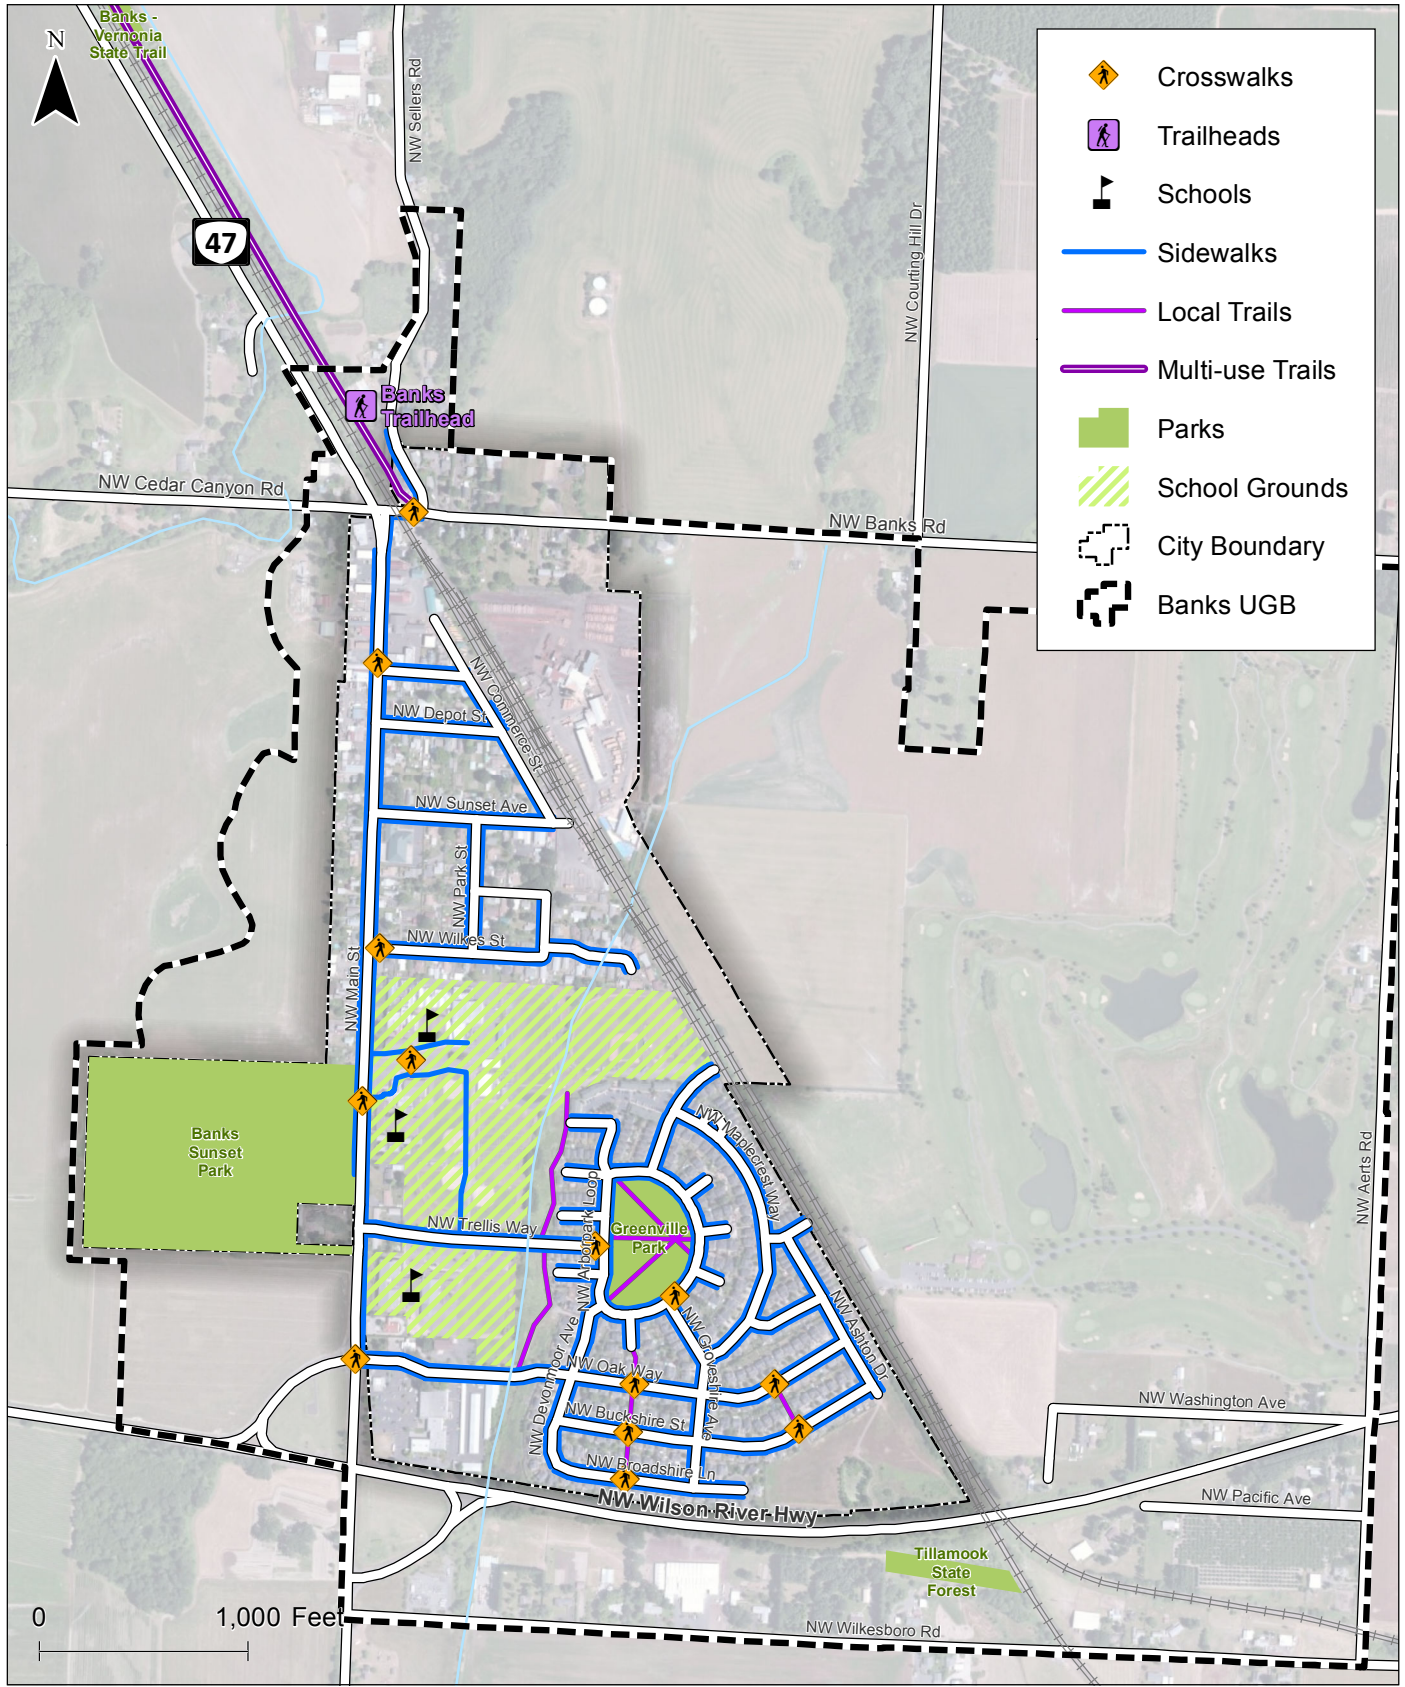 Banks -
Vernonia
State Trail
N
47
NW Sellers Rd
NW Courting Hill Dr
Crosswalks
Trailheads
Schools
Sidewalks
Local Trails
Multi-use Trails
Parks
School Grounds
City Boundary
Banks UGB
Banks
Trailhead
NW Cedar Canyon Rd
NW Banks Rd
NW Commerce St
NW Depot St
NW Sunset Ave
NW Park St
NW Wilkes St
NW Main St
Banks
Sunset
Park
NW Maplecrest Way
NW Aerts Rd
NW Arborpark Loop
NW Trellis Way
Greenville
Park
NW Ashton Dr
NW Groveshire Ave
NW Devonmoor Ave
NW Oak Way
NW Buckshire St
NW Broadshire Ln
NW Washington Ave
NW Pacific Ave
NW Wilson River Hwy
Tillamook
State
Forest
NW Wilkesboro Rd
0 1,000 Feet